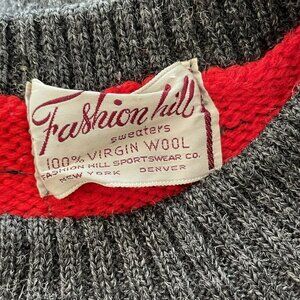 Fashion hill
sweaters
100% VIRGIN WOOL
FASHION HILL SPORTSWEAR CO.
NEW YORK DENVER